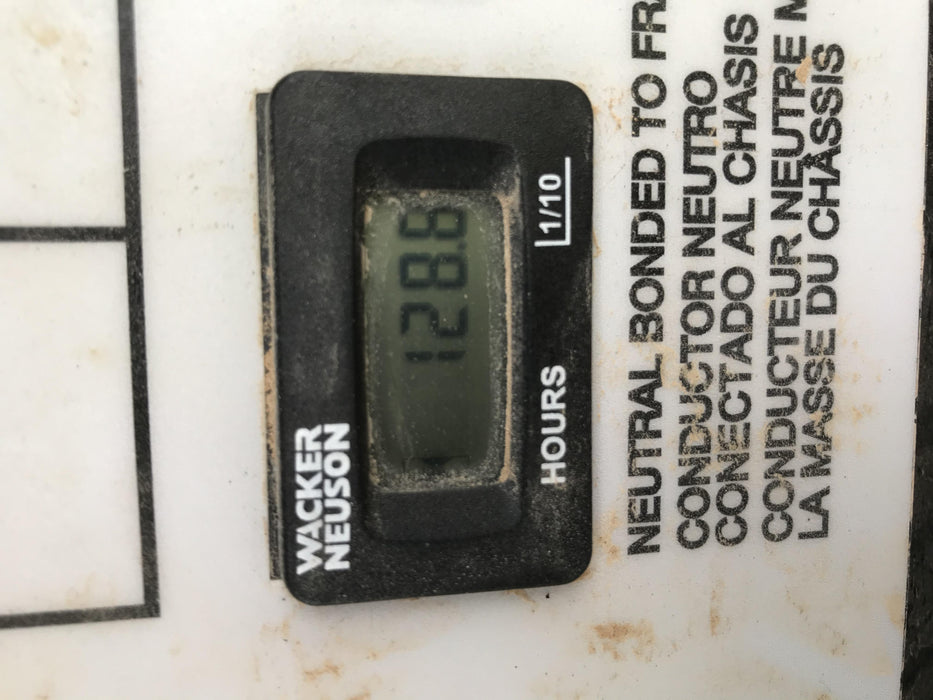 WACKER
NEUSON
128.8
HOURS
1/10
NEUTRAL BONDED TO FRA
CONDUCTOR NEUTRO
CONECTADO AL CHASIS
CONDUCTEUR NEUTRE M
LA MASSE DU CHÂSSIS